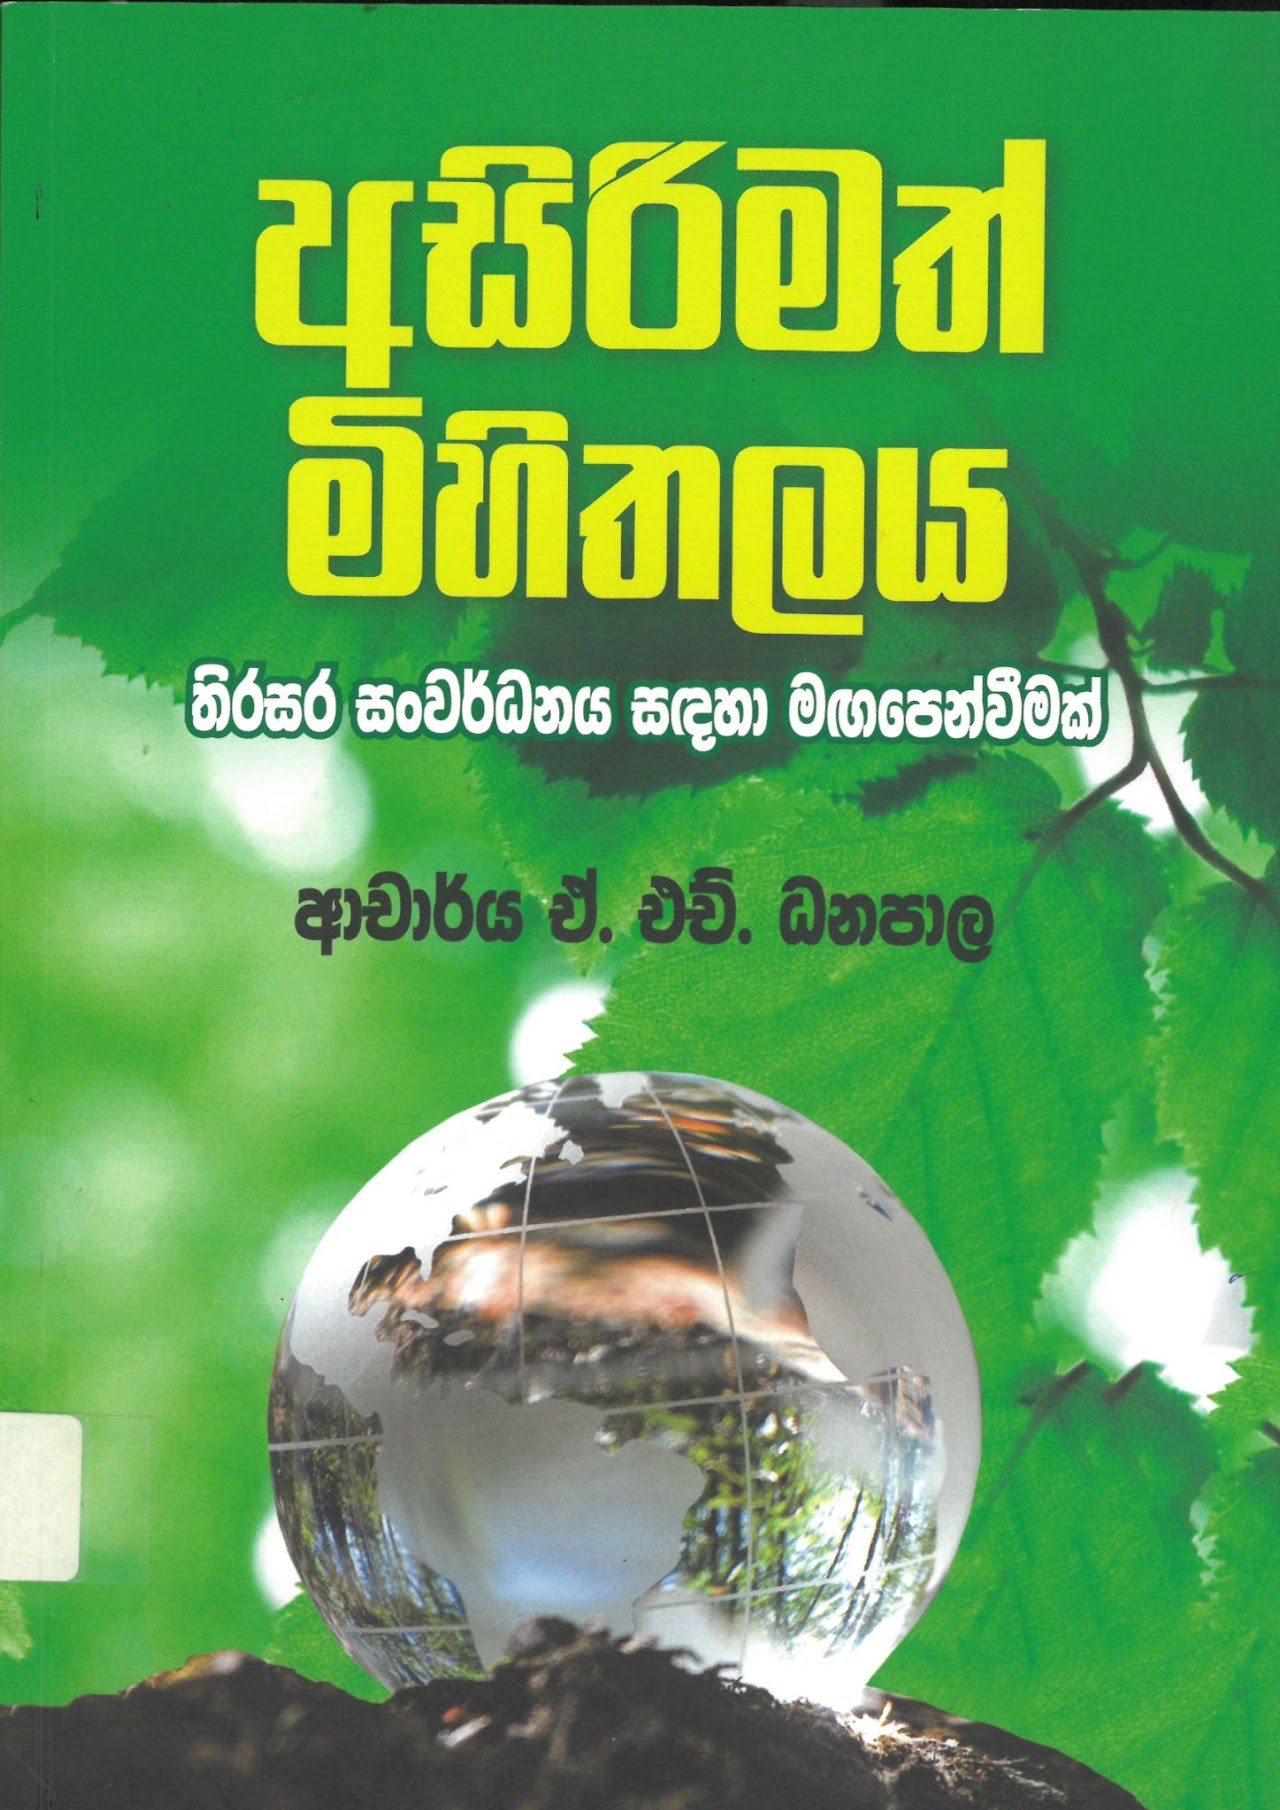 අසිරිමත්
මිහිතලය
තිරසර සංවර්ධනය සඳහා මඟපෙන්වීමක්
ආචාර්ය ඒ. එච්. ධනපාල